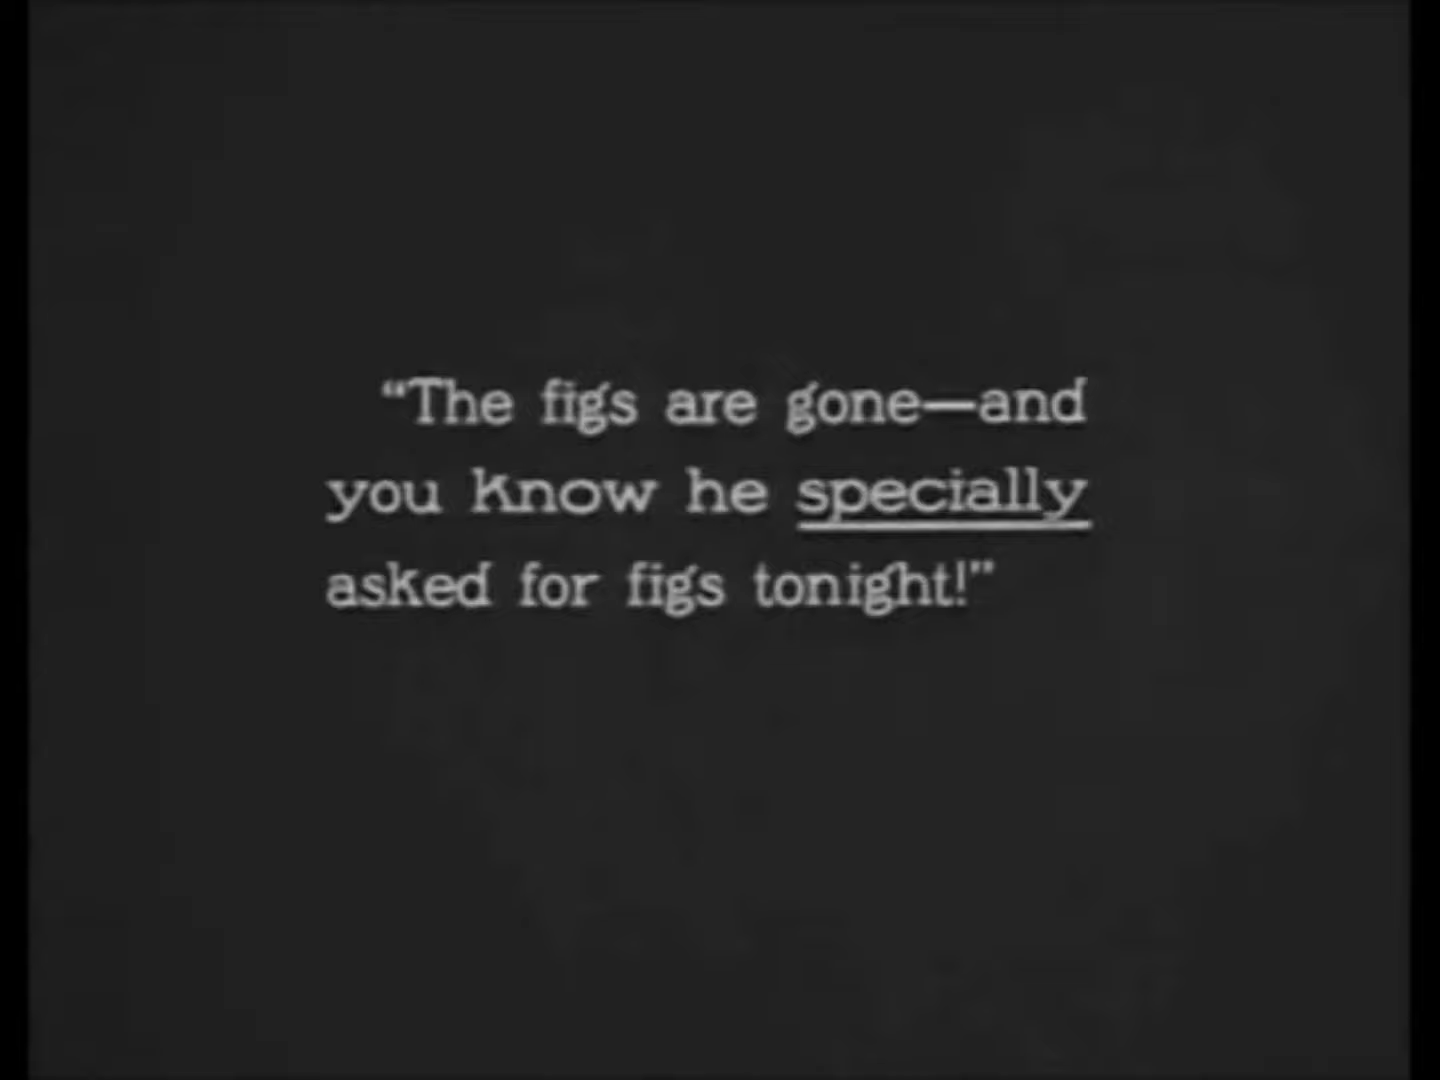 “The figs are gone—and
you know he specially
asked for figs tonight!”